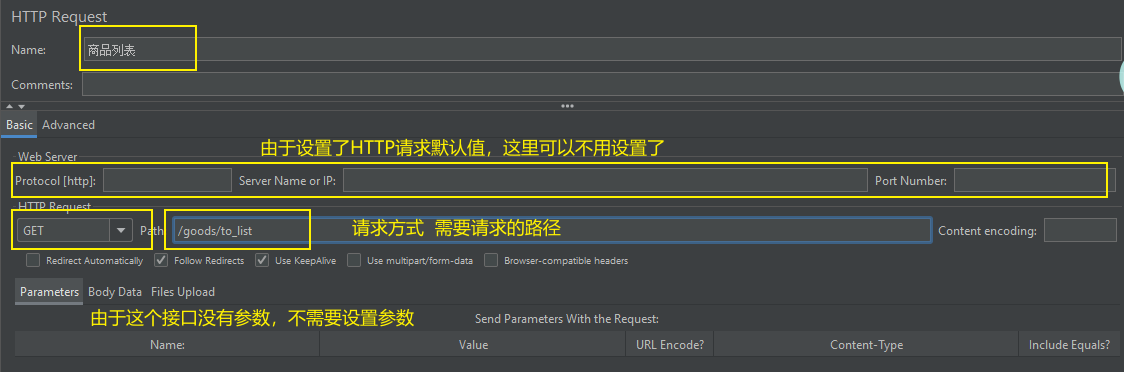 HTTP Request
Name: 商品列表
Comments:
Basic Advanced
由于设置了HTTP请求默认值，这里可以不用设置了
Web Server
Protocol [http]: Server Name or IP: Port Number:
HTTP Request
GET Path /goods/to_list 请求方式 需要请求的路径 Content encoding:
Redirect Automatically Follow Redirects Use KeepAlive Use multipart/form-data Browser-compatible headers
Parameters Body Data Files Upload
由于这个接口没有参数，不需要设置参数 Send Parameters With the Request:
Name: Value URL Encode? Content-Type Include Equals?